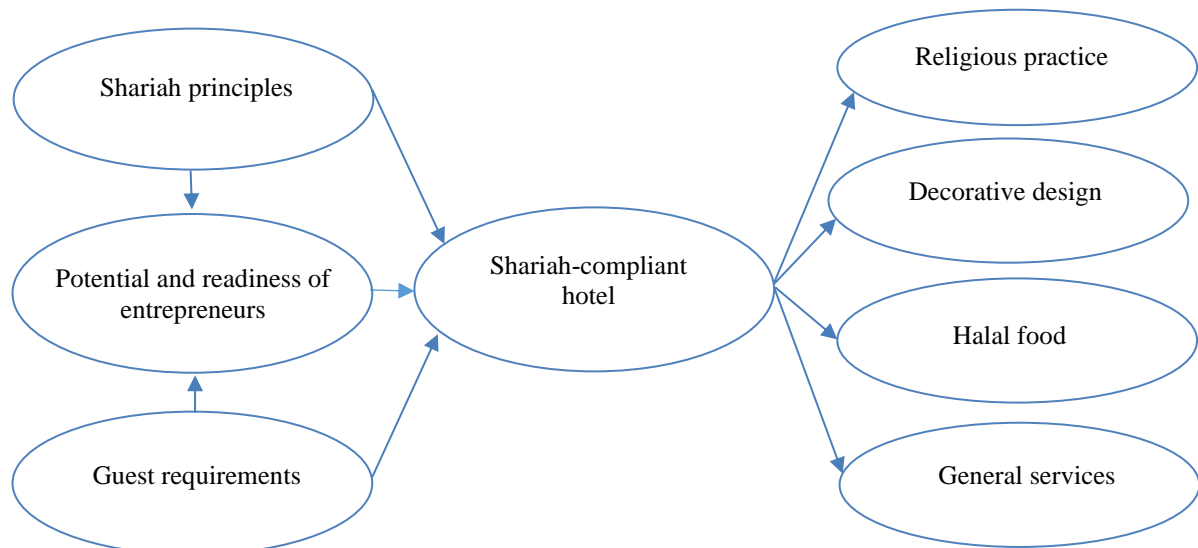 Shariah principles
Potential and readiness of
entrepreneurs
Guest requirements
Shariah-compliant
hotel
Religious practice
Decorative design
Halal food
General services